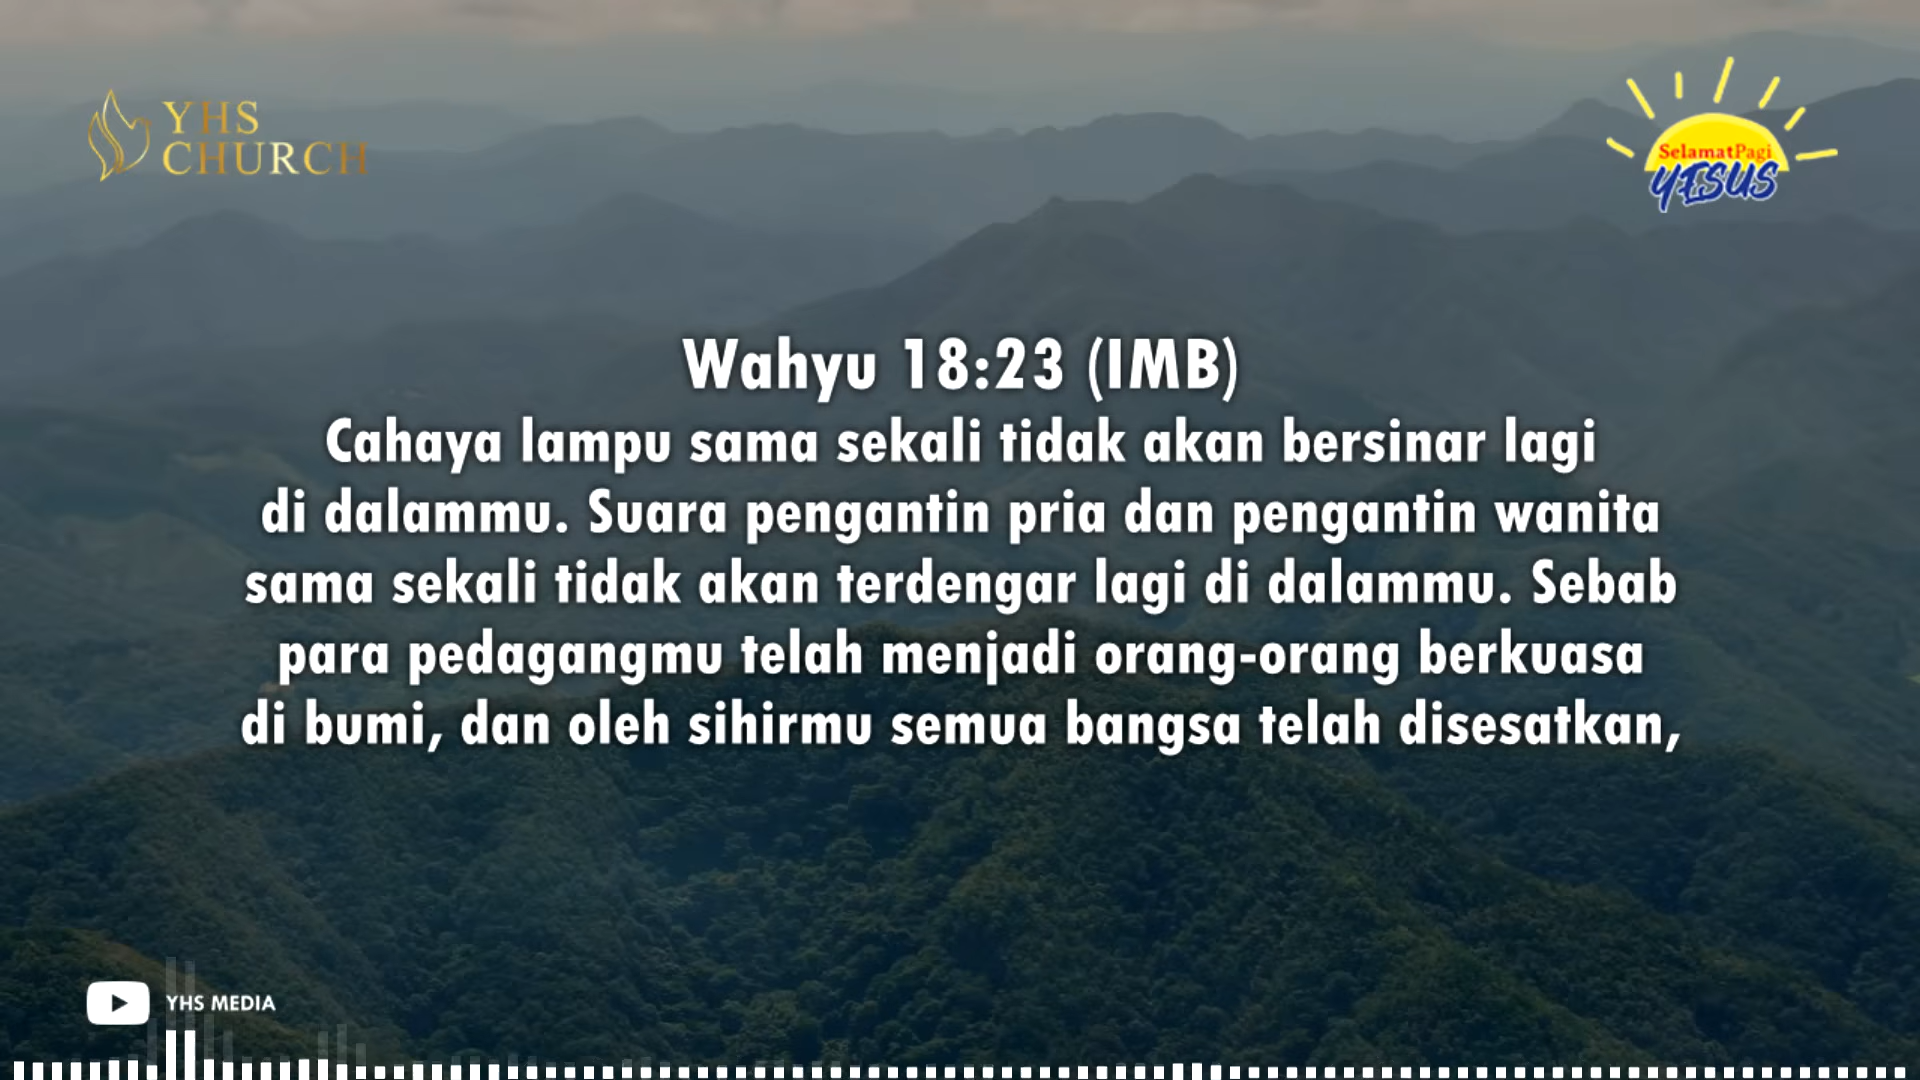 YHS
CHURCH
SelamatPagi
YESUS
Wahyu 18:23 (IMB)
Cahaya lampu sama sekali tidak akan bersinar lagi
di dalammu. Suara pengantin pria dan pengantin wanita
sama sekali tidak akan terdengar lagi di dalammu. Sebab
para pedagangmu telah menjadi orang-orang berkuasa
di bumi, dan oleh sihirmu semua bangsa telah disesatkan,
YHS MEDIA